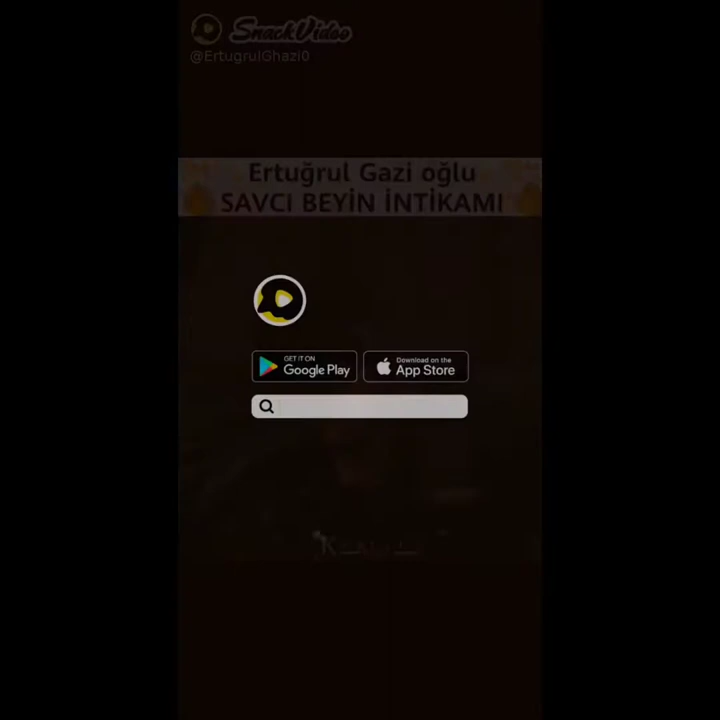 SnackVideo
@ErtugrulGhazi0
Ertuğrul Gazi oğlu
SAVCI BEYİN İNTİKAMI
GET IT ON
Google Play
Download on the
App Store